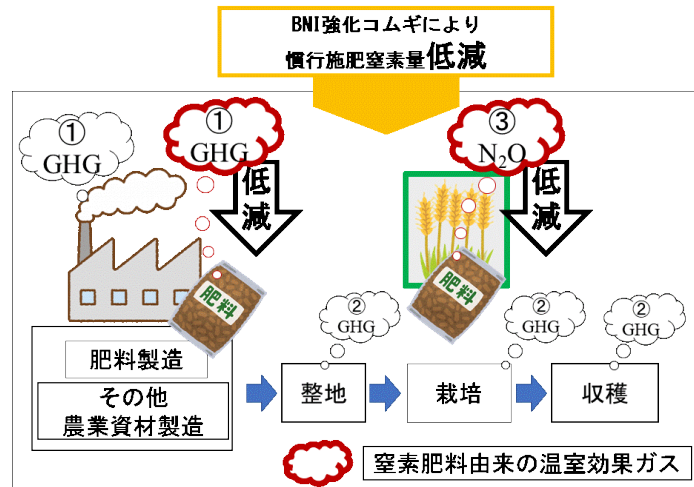 BNI強化コムギにより
慣行施肥窒素量低減
①
GHG
①
GHG
低減
③
N₂O
低減
肥料
肥料
②
GHG
②
GHG
②
GHG
肥料製造
その他
農業資材製造
整地
栽培
収穫
窒素肥料由来の温室効果ガス